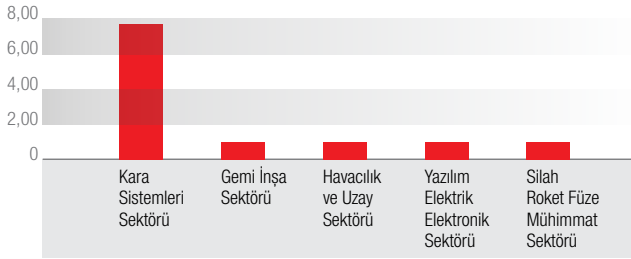 8,00
6,00
4,00
2,00
0
Kara
Sistemleri
Sektörü
Gemi İnşa
Sektörü
Havacılık
ve Uzay
Sektörü
Yazılım
Elektrik
Elektronik
Sektörü
Silah
Roket Füze
Mühimmat
Sektörü